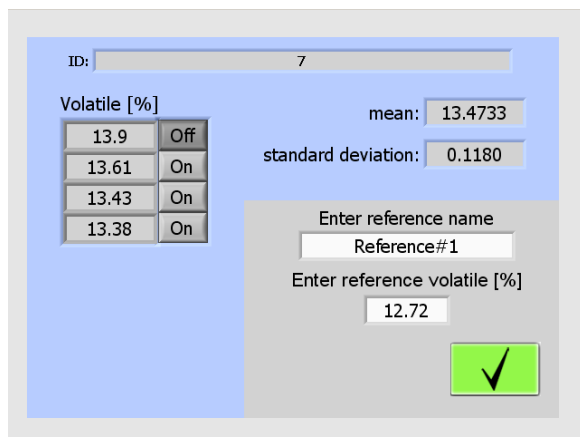 ID: 7
Volatile [%]
13.9 Off
13.61 On
13.43 On
13.38 On
mean: 13.4733
standard deviation: 0.1180
Enter reference name
Reference#1
Enter reference volatile [%]
12.72